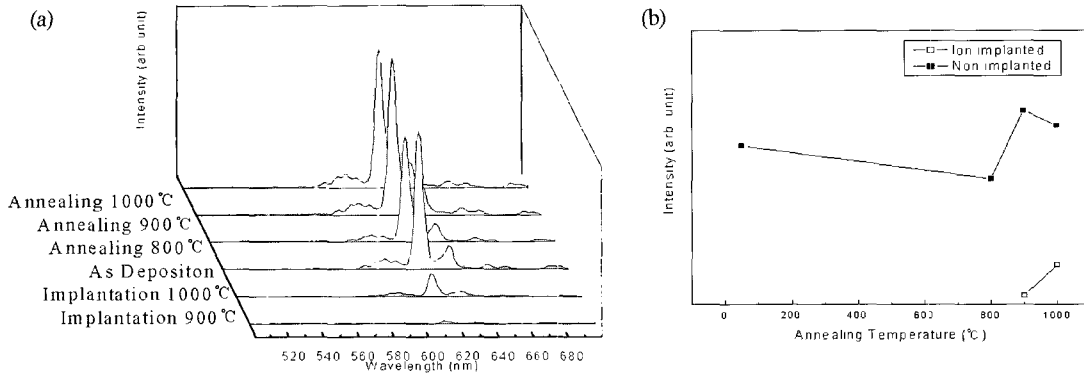 (a)
Intensity (arb unit)
Annealing 1000℃
Annealing 900℃
Annealing 800℃
As Depositon
Implantation 1000℃
Implantation 900℃
520 540 560 580 600 620 640 660 680
Wavelength (nm)
(b)
Intensity (arb unit)
Ion implanted
Non implanted
0 200 400 600 800 1000
Annealing Temperature (℃)